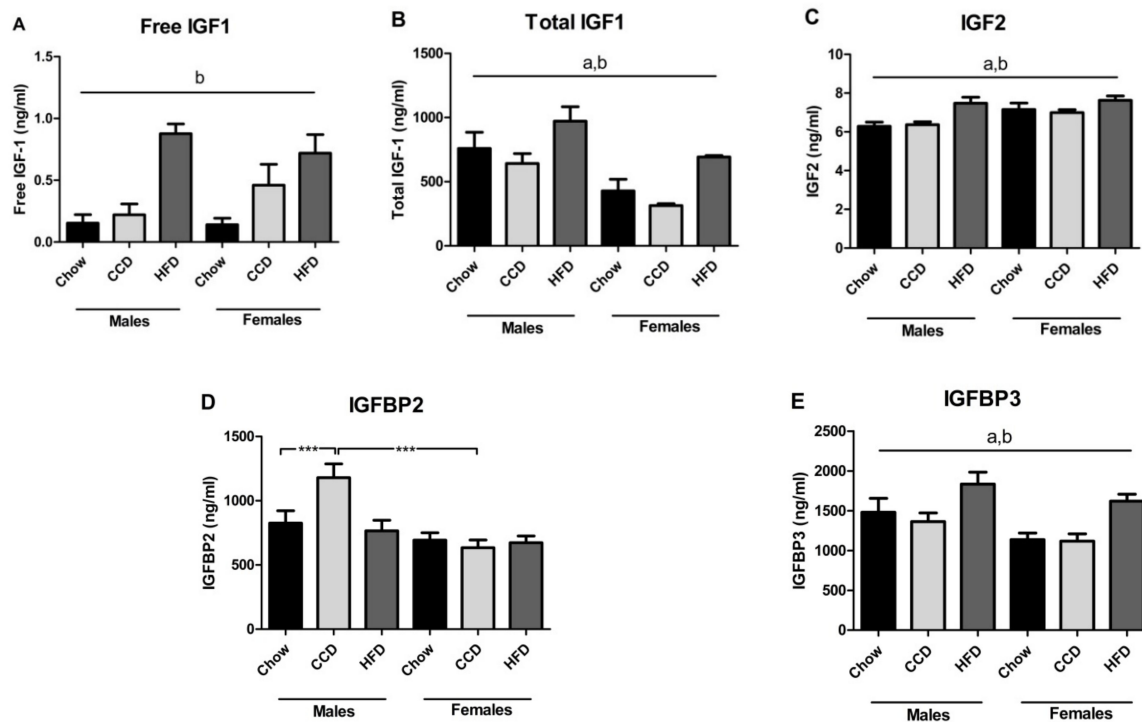 A
Free IGF1
Free IGF-1 (ng/ml)
1.5
1.0
0.5
0.0
b
Chow
CCD
HFD
Chow
CCD
HFD
Males
Females
B
Total IGF1
Total IGF-1 (ng/ml)
1500
1000
500
0
a,b
Chow
CCD
HFD
Chow
CCD
HFD
Males
Females
C
IGF2
IGF2 (ng/ml)
10
8
6
4
2
0
a,b
Chow
CCD
HFD
Chow
CCD
HFD
Males
Females
D
IGFBP2
IGFBP2 (ng/ml)
1500
1000
500
0
***
***
Chow
CCD
HFD
Chow
CCD
HFD
Males
Females
E
IGFBP3
IGFBP3 (ng/ml)
2500
2000
1500
1000
500
0
a,b
Chow
CCD
HFD
Chow
CCD
HFD
Males
Females